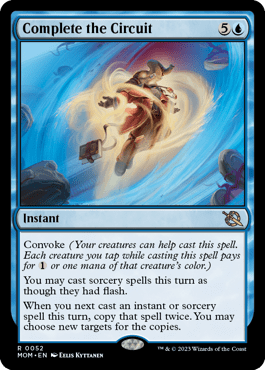 Complete the Circuit 5
Instant
Convoke (Your creatures can help cast this spell.
Each creature you tap while casting this spell pays
for 1 or one mana of that creature's color.)
You may cast sorcery spells this turn as
though they had flash.
When you next cast an instant or sorcery
spell this turn, copy that spell twice. You may
choose new targets for the copies.
R 0052
MOM • EN EELIS KYTTANEN
™ & © 2023 Wizards of the Coast